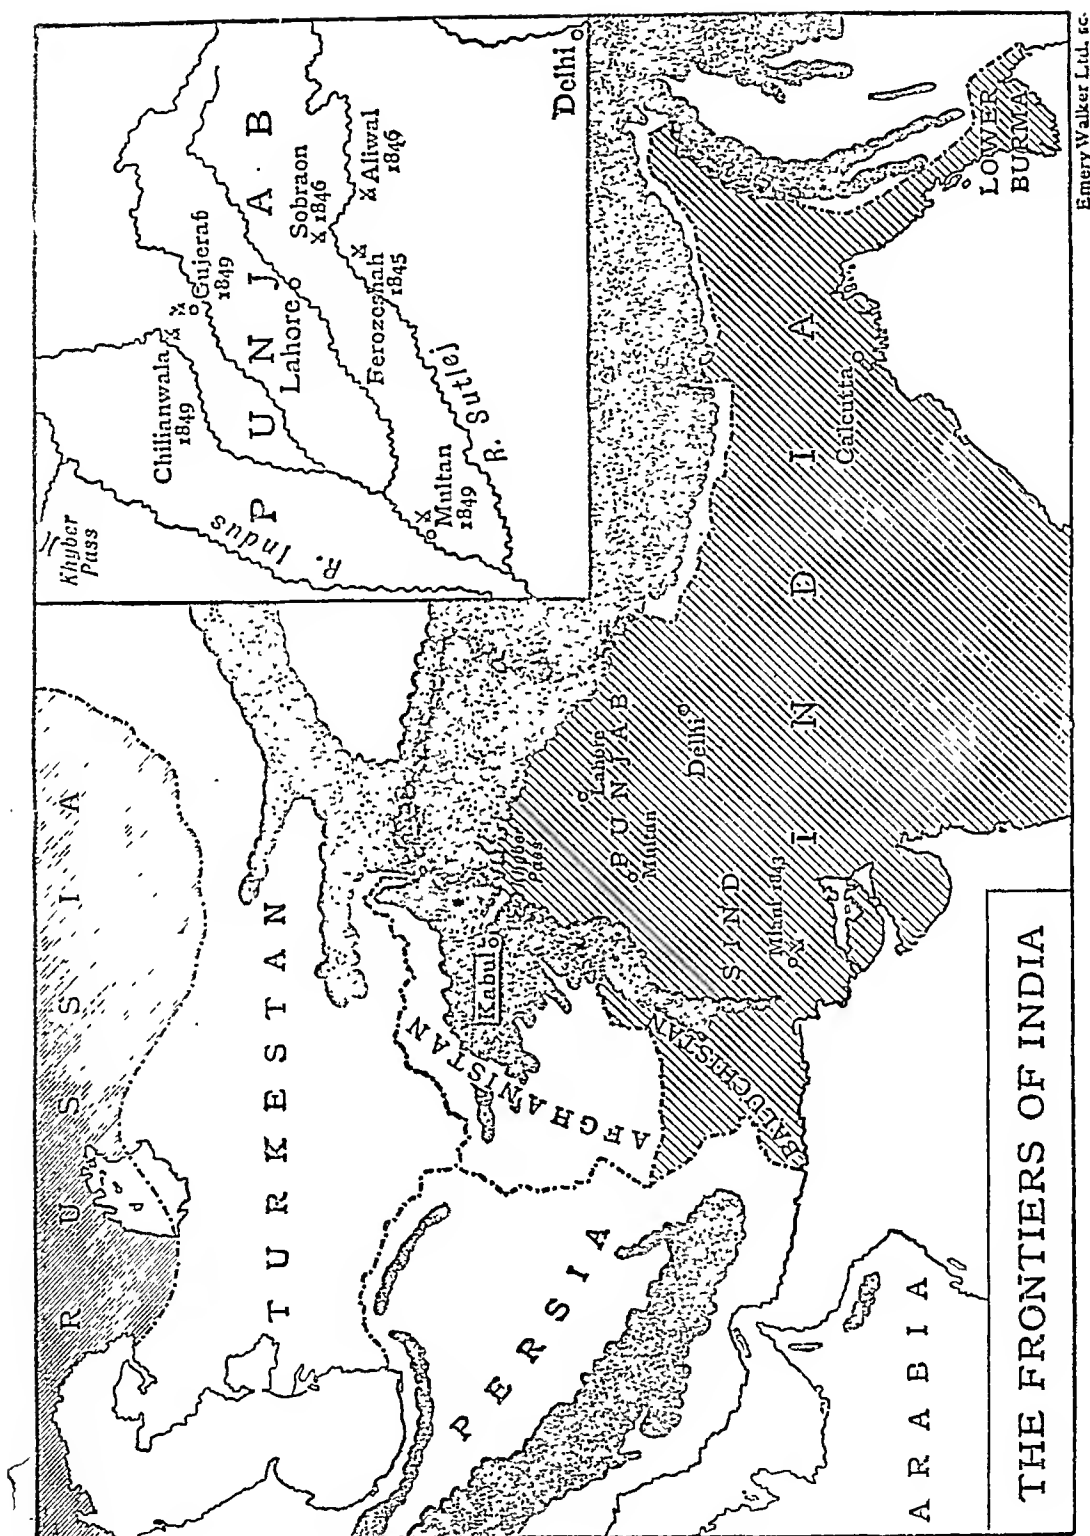 THE FRONTIERS OF INDIA
RUSSIA
TURKESTAN
PERSIA
ARABIA
AFGHANISTAN
Kabul
BALUCHISTAN
Khyber
Pass
Lahore
PUNJAB
Multan
Delhi
SIND
Miani 1843
INDIA
Calcutta
LOWER
BURMA
Khyber
Pass
R. Indus
PUNJAB
Chilianwala
1849
Gujerat
1849
Lahore
Sobraon
1846
Aliwal
1846
Ferozeshah
1845
Multan
1849
R. Sutlej
Delhi
Emery Walker Ltd. sc.